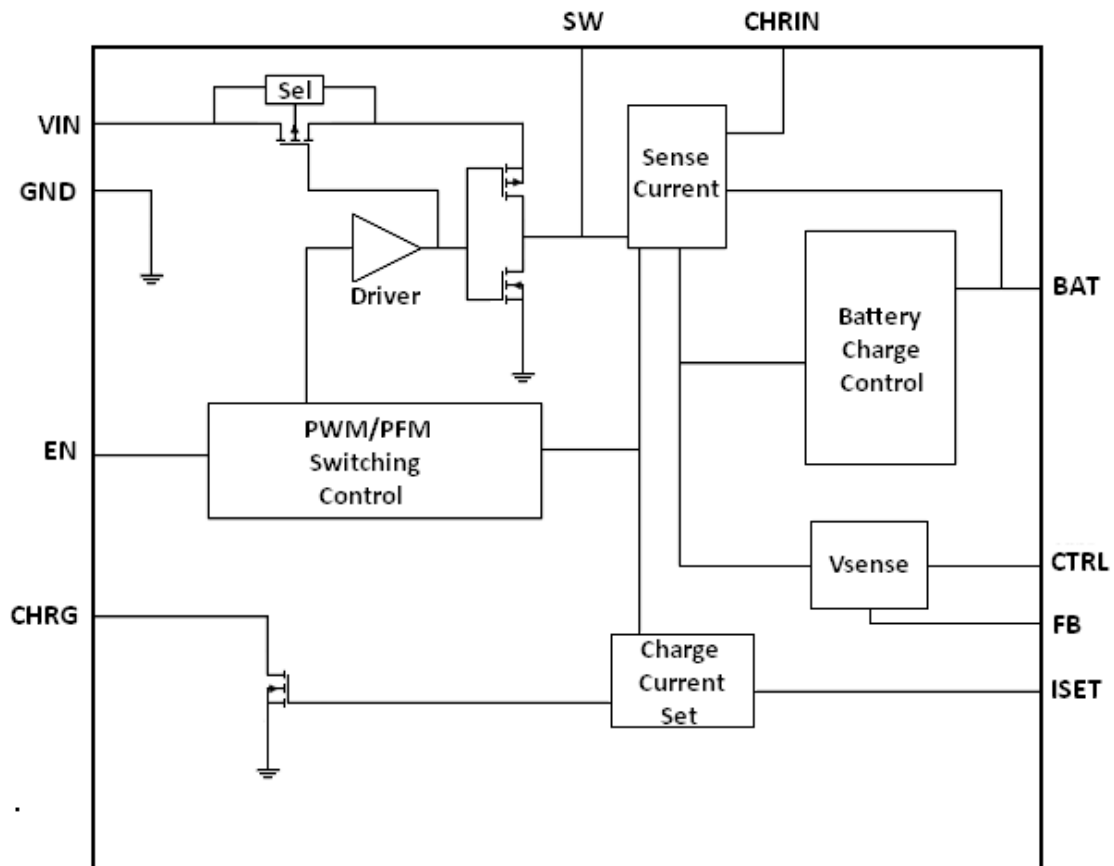 SW
CHRIN
Sel
VIN
GND
Sense
Current
Driver
Battery
Charge
Control
BAT
PWM/PFM
Switching
Control
EN
Vsense
CTRL
FB
CHRG
Charge
Current
Set
ISET
.